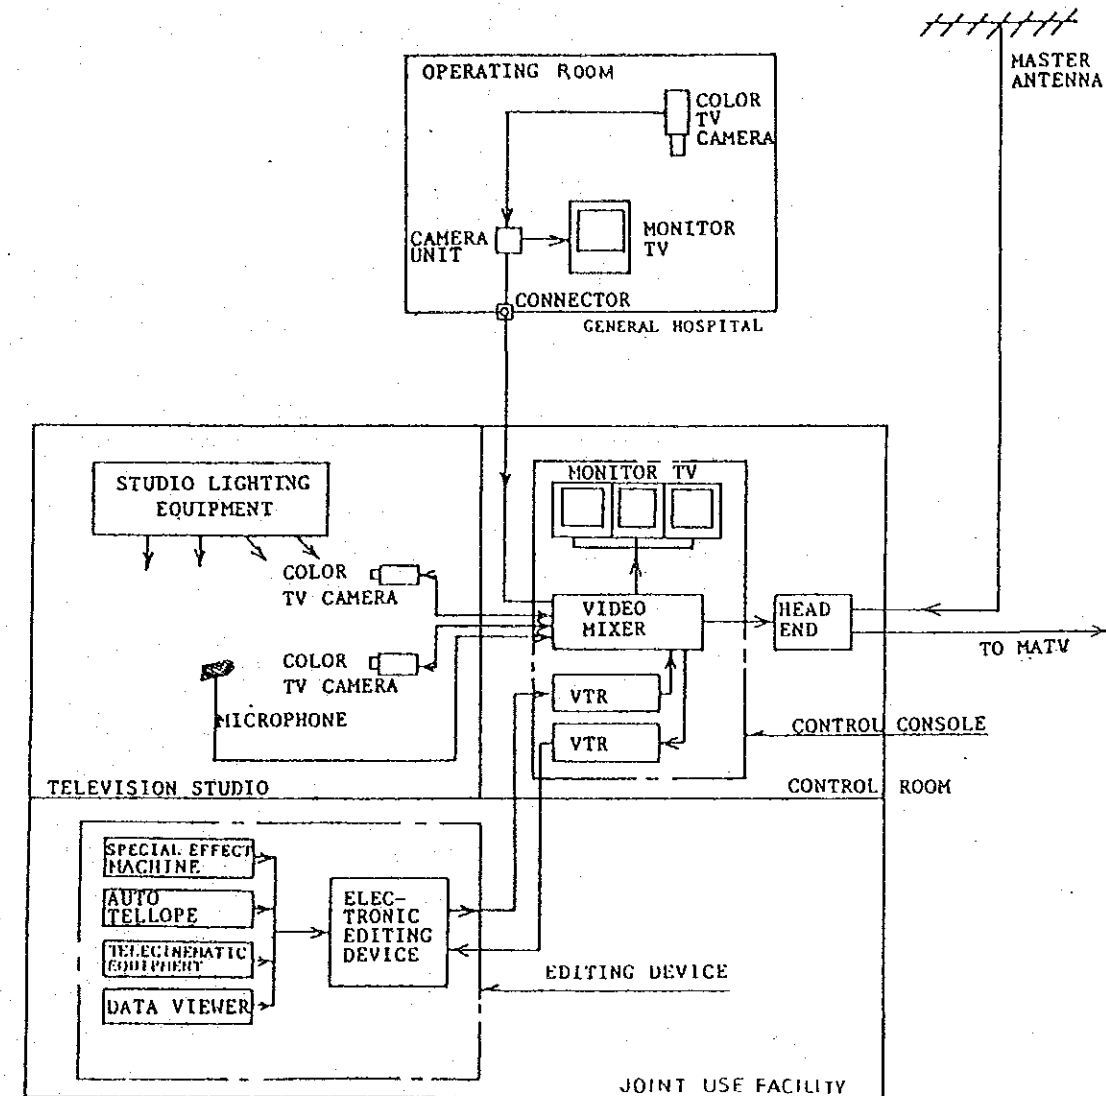 MASTER
ANTENNA
OPERATING ROOM
COLOR
TV
CAMERA
CAMERA
UNIT
MONITOR
TV
CONNECTOR
GENERAL HOSPITAL
STUDIO LIGHTING
EQUIPMENT
MONITOR TV
COLOR
TV CAMERA
VIDEO
MIXER
HEAD
END
TO MATV
COLOR
TV CAMERA
MICROPHONE
VTR
VTR
CONTROL CONSOLE
TELEVISION STUDIO
CONTROL ROOM
SPECIAL EFFECT
MACHINE
AUTO
TELLOPE
TELECINEMATIC
EQUIPMENT
DATA VIEWER
ELEC-
TRONIC
EDITING
DEVICE
EDITING DEVICE
JOINT USE FACILITY